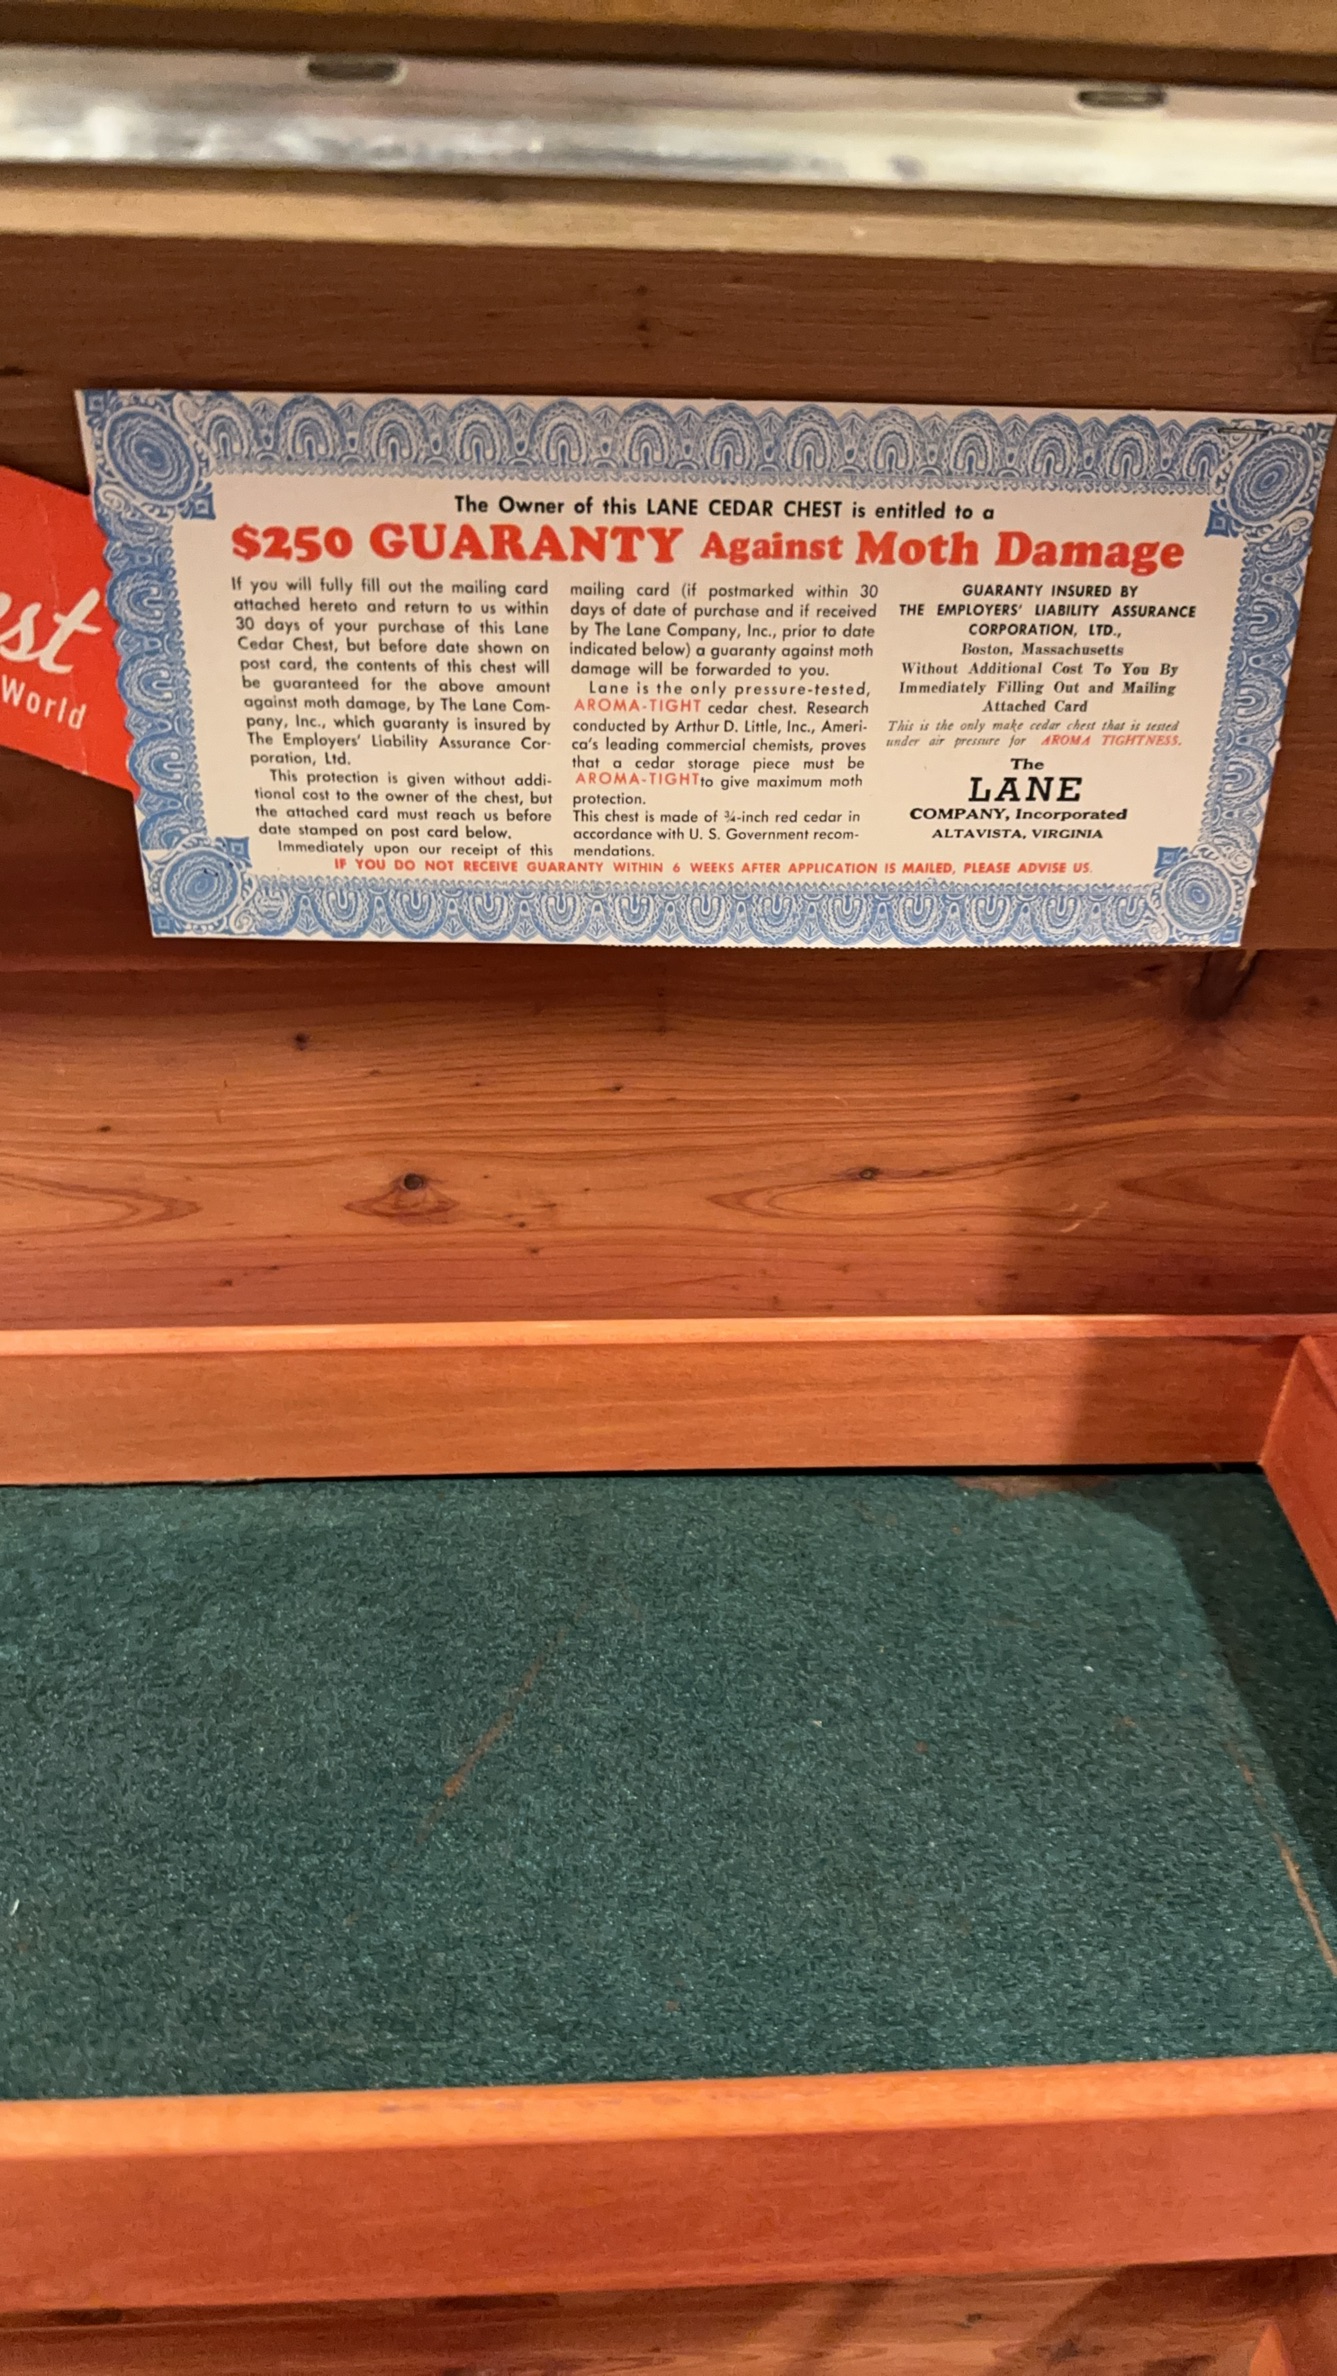 st
World
The Owner of this LANE CEDAR CHEST is entitled to a
$250 GUARANTY Against Moth Damage
If you will fully fill out the mailing card
attached hereto and return to us within
30 days of your purchase of this Lane
Cedar Chest, but before date shown on
post card, the contents of this chest will
be guaranteed for the above amount
against moth damage, by The Lane Com-
pany, Inc., which guaranty is insured by
The Employers' Liability Assurance Cor-
poration, Ltd.
This protection is given without addi-
tional cost to the owner of the chest, but
the attached card must reach us before
date stamped on post card below.
Immediately upon our receipt of this
mailing card (if postmarked within 30
days of date of purchase and if received
by The Lane Company, Inc., prior to date
indicated below) a guaranty against moth
damage will be forwarded to you.
Lane is the only pressure-tested,
AROMA-TIGHT cedar chest. Research
conducted by Arthur D. Little, Inc., Ameri-
ca's leading commercial chemists, proves
that a cedar storage piece must be
AROMA-TIGHT to give maximum moth
protection.
This chest is made of ¾-inch red cedar in
accordance with U. S. Government recom-
mendations.
GUARANTY INSURED BY
THE EMPLOYERS' LIABILITY ASSURANCE
CORPORATION, LTD.,
Boston, Massachusetts
Without Additional Cost To You By
Immediately Filling Out and Mailing
Attached Card
This is the only make cedar chest that is tested
under air pressure for AROMA TIGHTNESS.
The
LANE
COMPANY, Incorporated
ALTAVISTA, VIRGINIA
IF YOU DO NOT RECEIVE GUARANTY WITHIN 6 WEEKS AFTER APPLICATION IS MAILED, PLEASE ADVISE US.